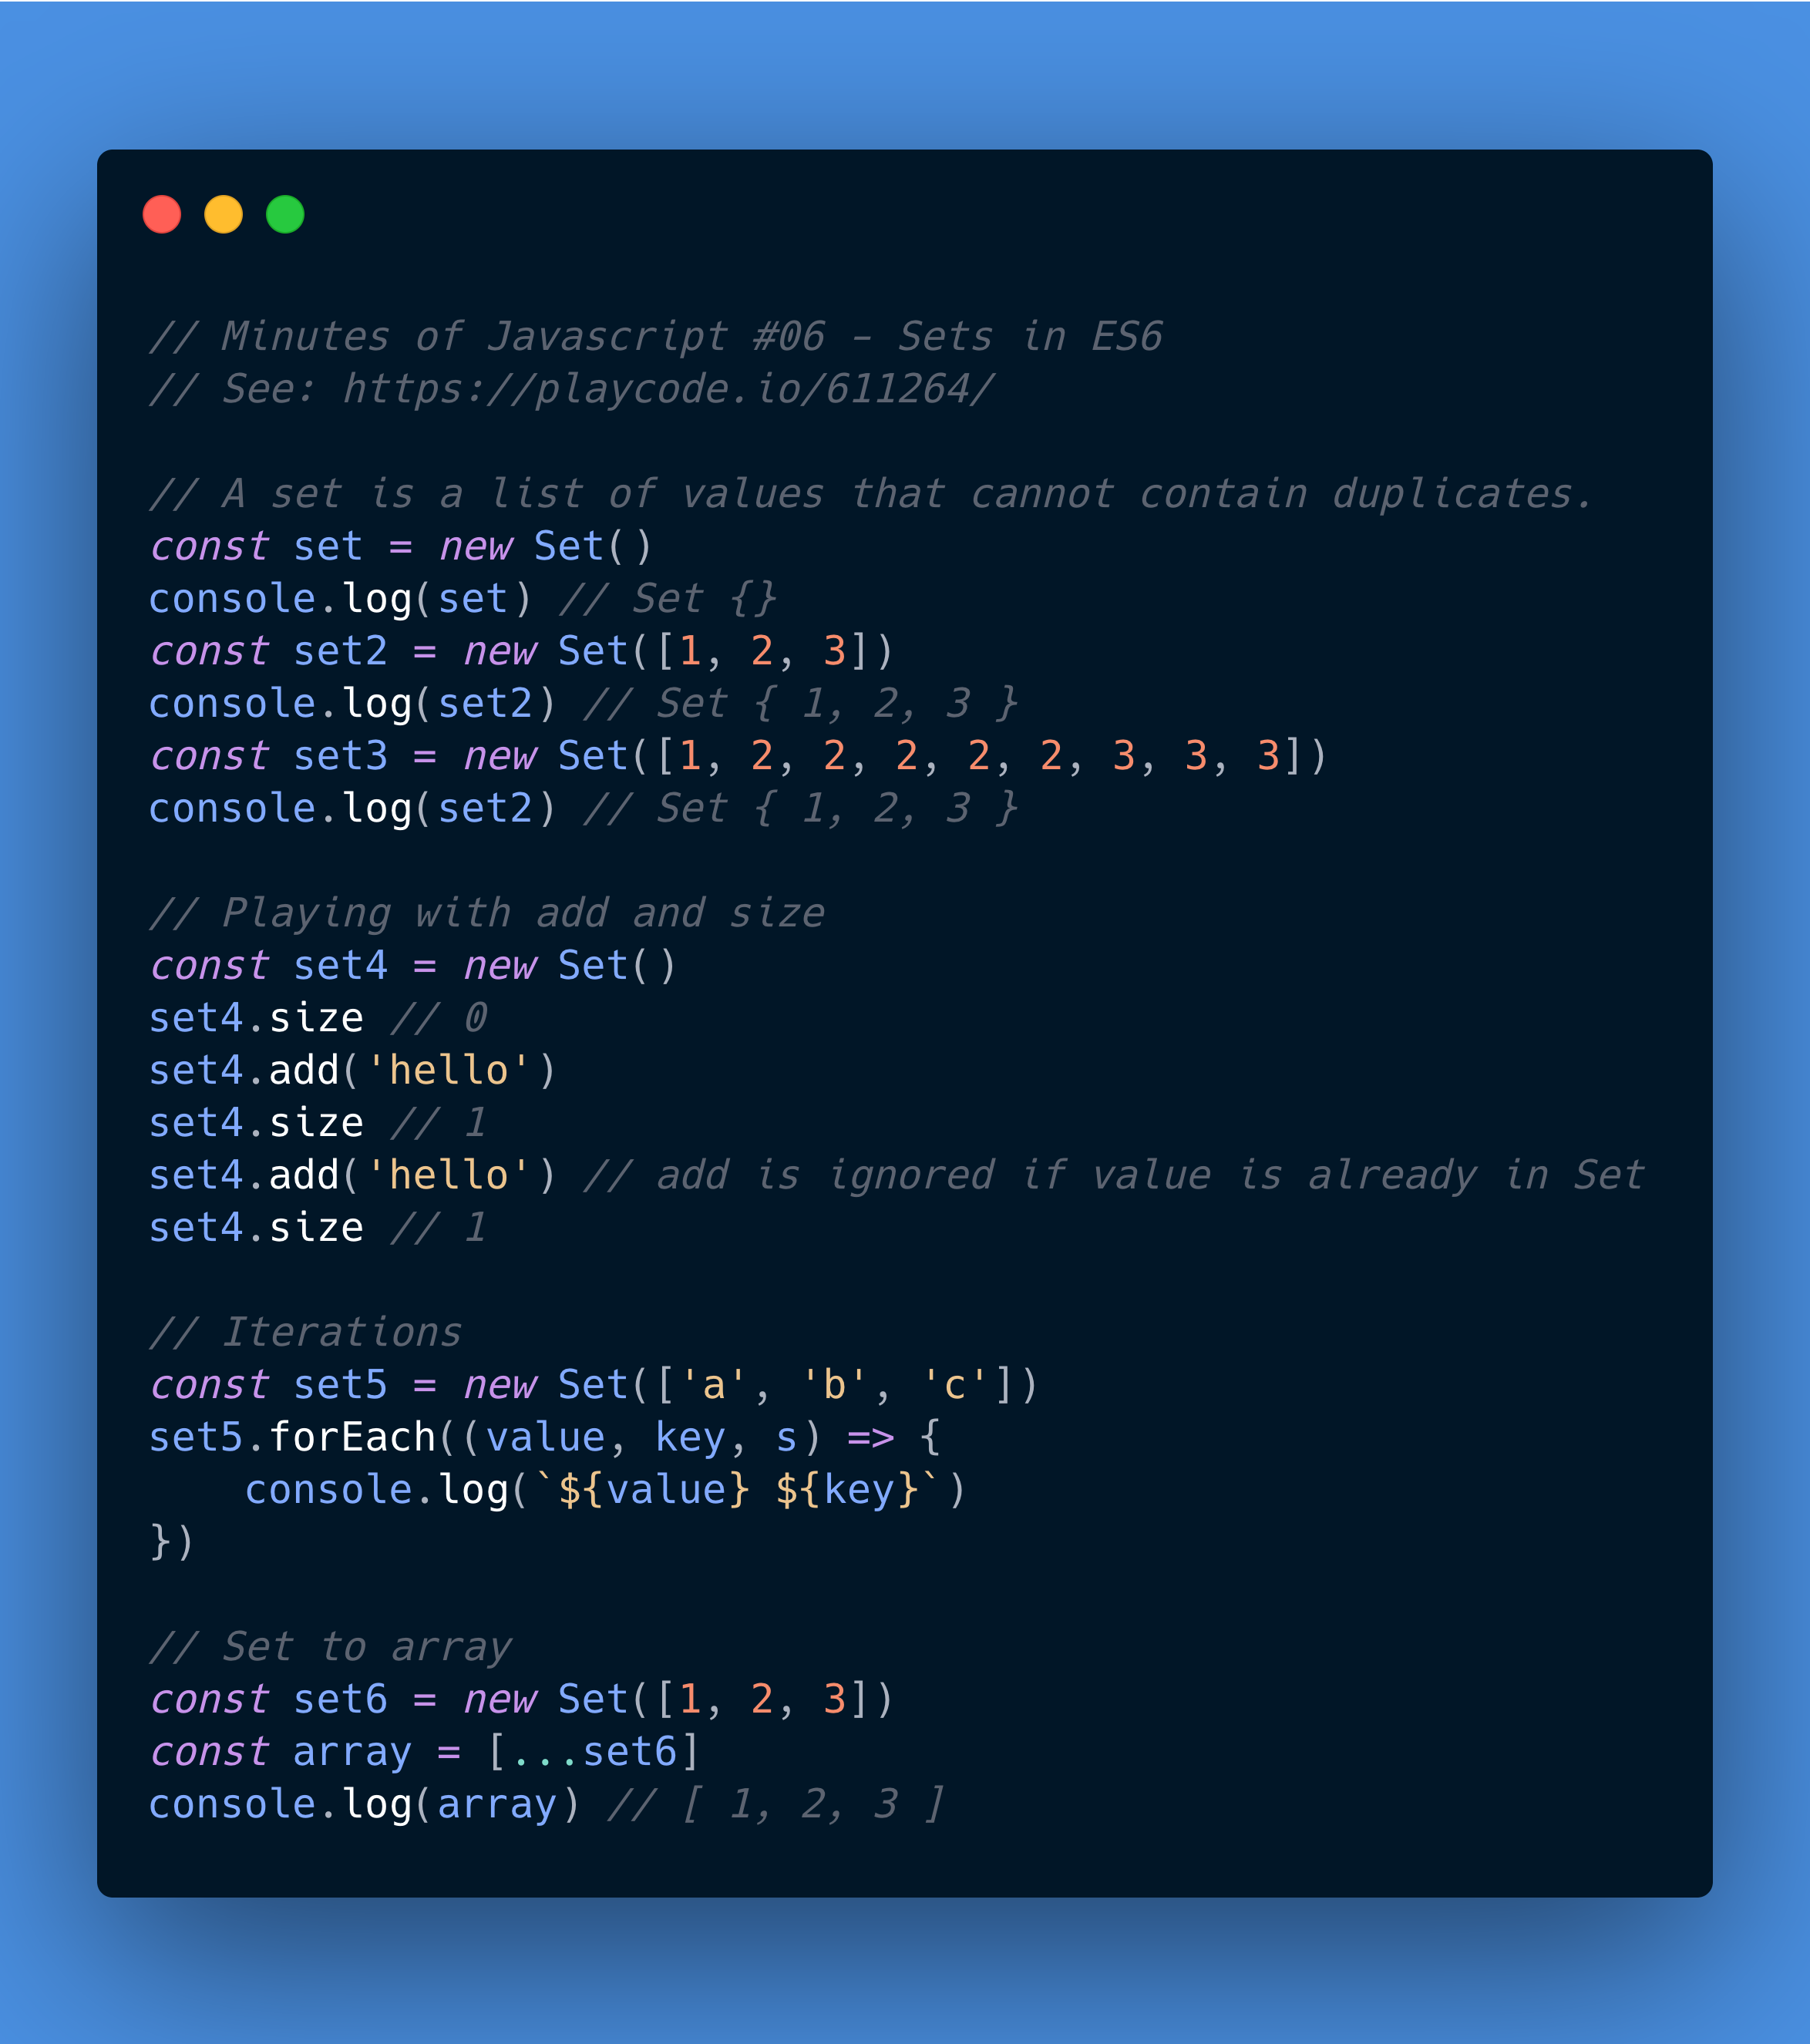 // Minutes of Javascript #06 – Sets in ES6
// See: https://playcode.io/611264/
// A set is a list of values that cannot contain duplicates.
const set = new Set()
console.log(set) // Set {}
const set2 = new Set([1, 2, 3])
console.log(set2) // Set { 1, 2, 3 }
const set3 = new Set([1, 2, 2, 2, 2, 2, 3, 3, 3])
console.log(set2) // Set { 1, 2, 3 }
// Playing with add and size
const set4 = new Set()
set4.size // 0
set4.add('hello')
set4.size // 1
set4.add('hello') // add is ignored if value is already in Set
set4.size // 1
// Iterations
const set5 = new Set(['a', 'b', 'c'])
set5.forEach((value, key, s) => {
    console.log(`${value} ${key}`)
})
// Set to array
const set6 = new Set([1, 2, 3])
const array = [...set6]
console.log(array) // [ 1, 2, 3 ]